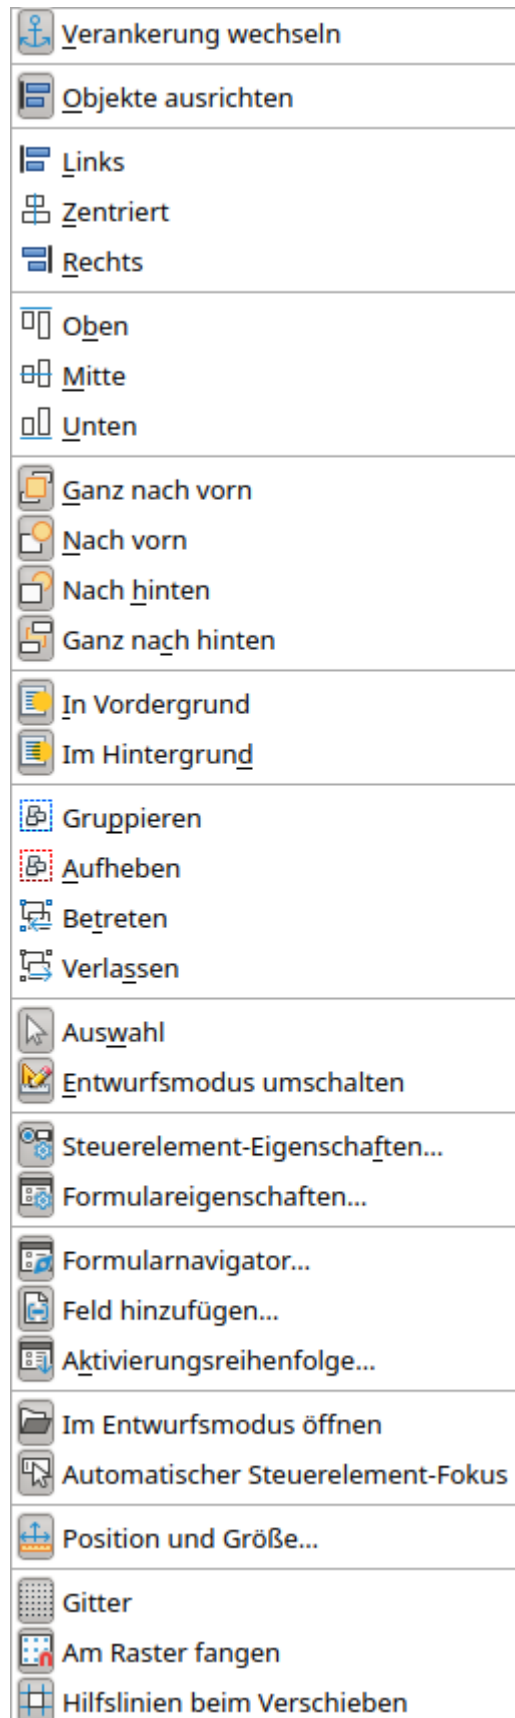 Verankerung wechseln
Objekte ausrichten
Links
Zentriert
Rechts
Oben
Mitte
Unten
Ganz nach vorn
Nach vorn
Nach hinten
Ganz nach hinten
In Vordergrund
Im Hintergrund
Gruppieren
Aufheben
Betreten
Verlassen
Auswahl
Entwurfsmodus umschalten
Steuerelement-Eigenschaften...
Formulareigenschaften...
Formularnavigator...
Feld hinzufügen...
Aktivierungsreihenfolge...
Im Entwurfsmodus öffnen
Automatischer Steuerelement-Fokus
Position und Größe...
Gitter
Am Raster fangen
Hilfslinien beim Verschieben